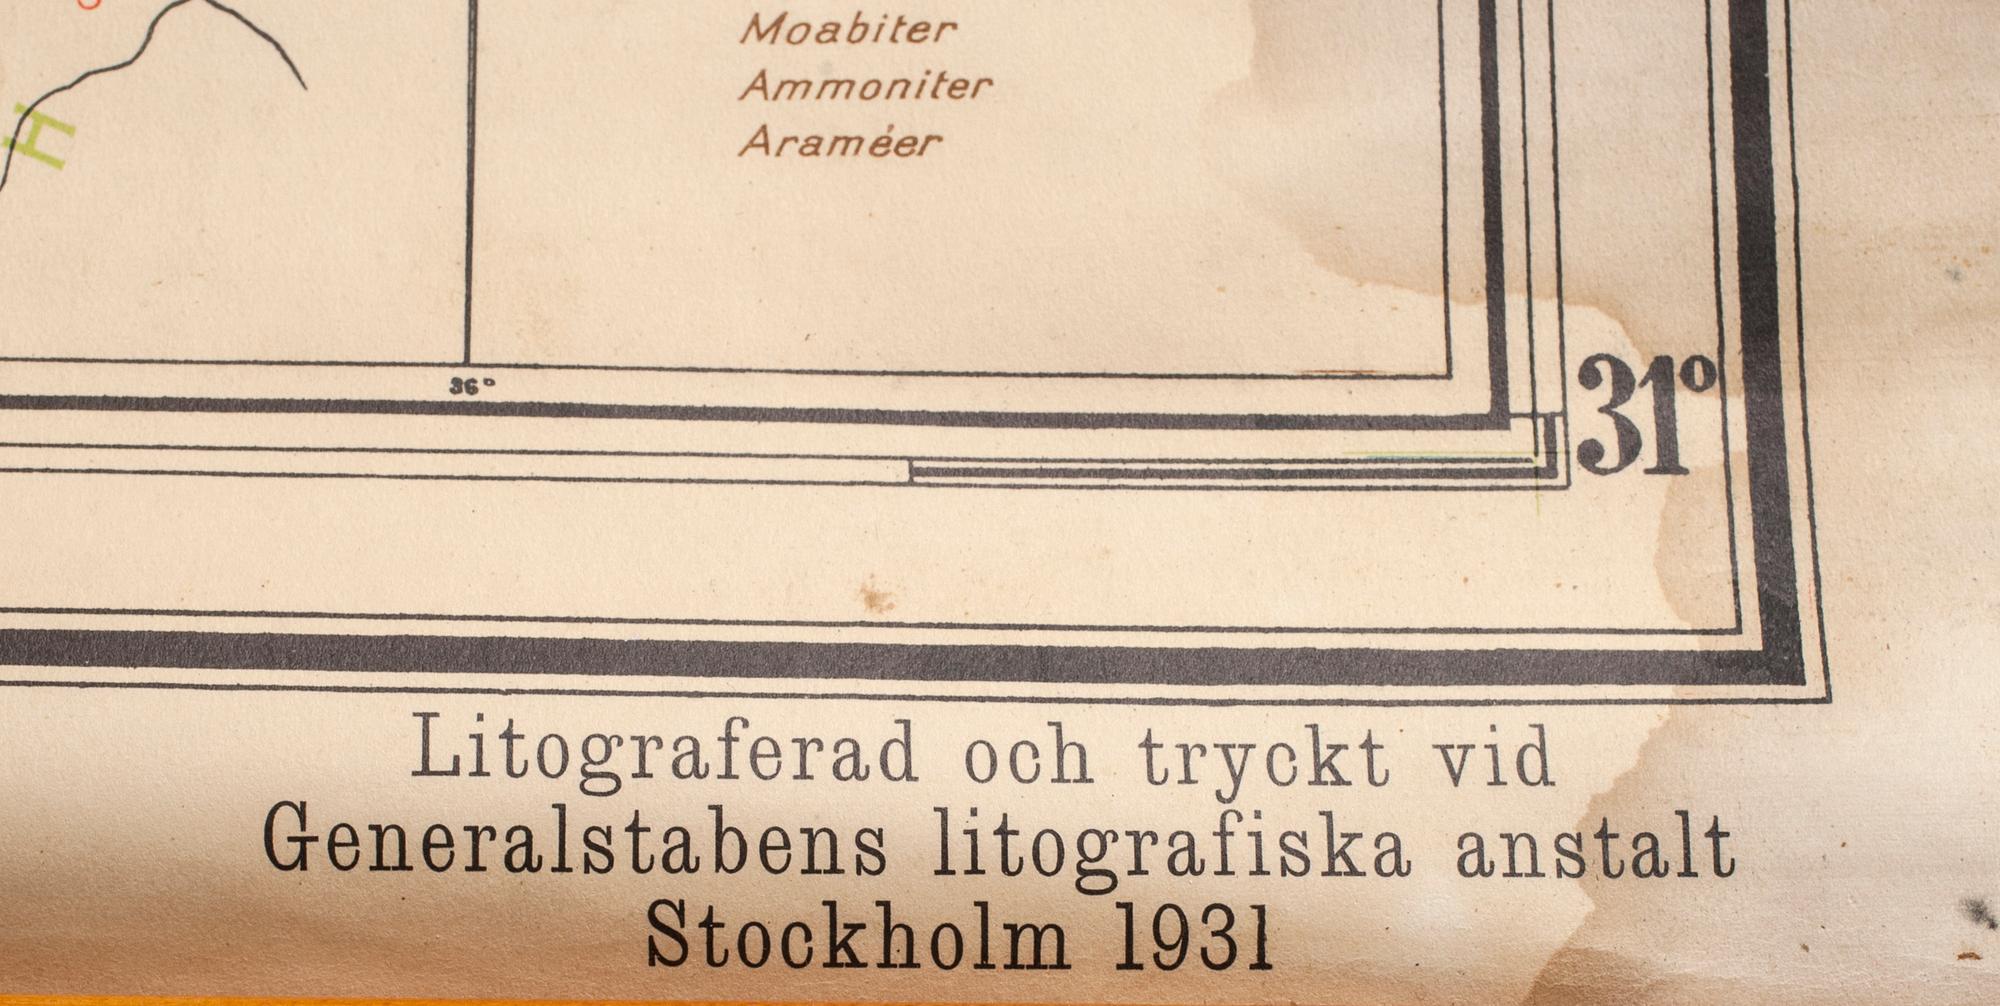 Moabiter
Ammoniter
Araméer
H
36°
31°
Litograferad och tryckt vid
Generalstabens litografiska anstalt
Stockholm 1931